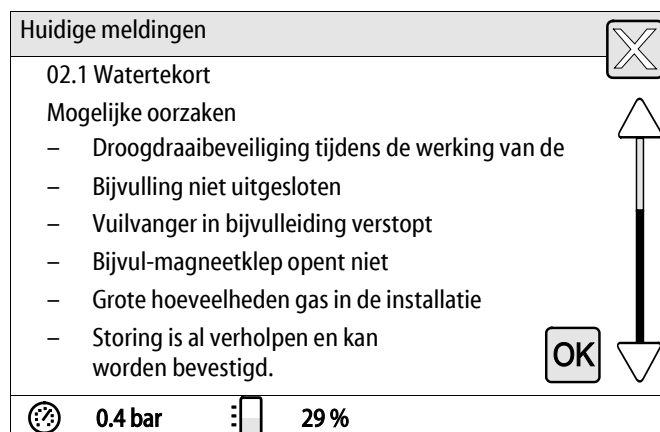 Huidige meldingen
X
02.1 Watertekort
Mogelijke oorzaken
– Droogdraaibeveiliging tijdens de werking van de
– Bijvulling niet uitgesloten
– Vuilvanger in bijvulleiding verstopt
– Bijvul-magneetklep opent niet
– Grote hoeveelheden gas in de installatie
– Storing is al verholpen en kan
worden bevestigd.
OK
0.4 bar 29 %